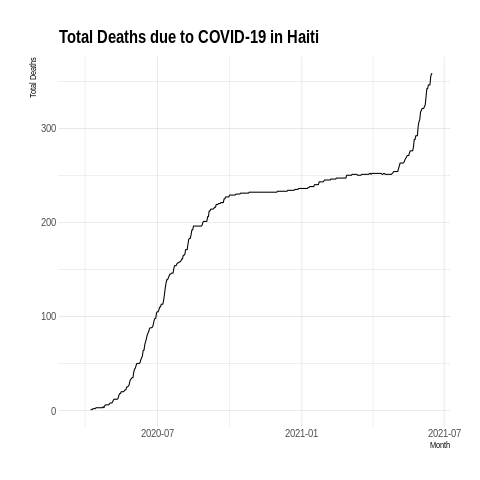 Total Deaths due to COVID-19 in Haiti
Total Deaths
300
200
100
0
2020-07
2021-01
2021-07
Month